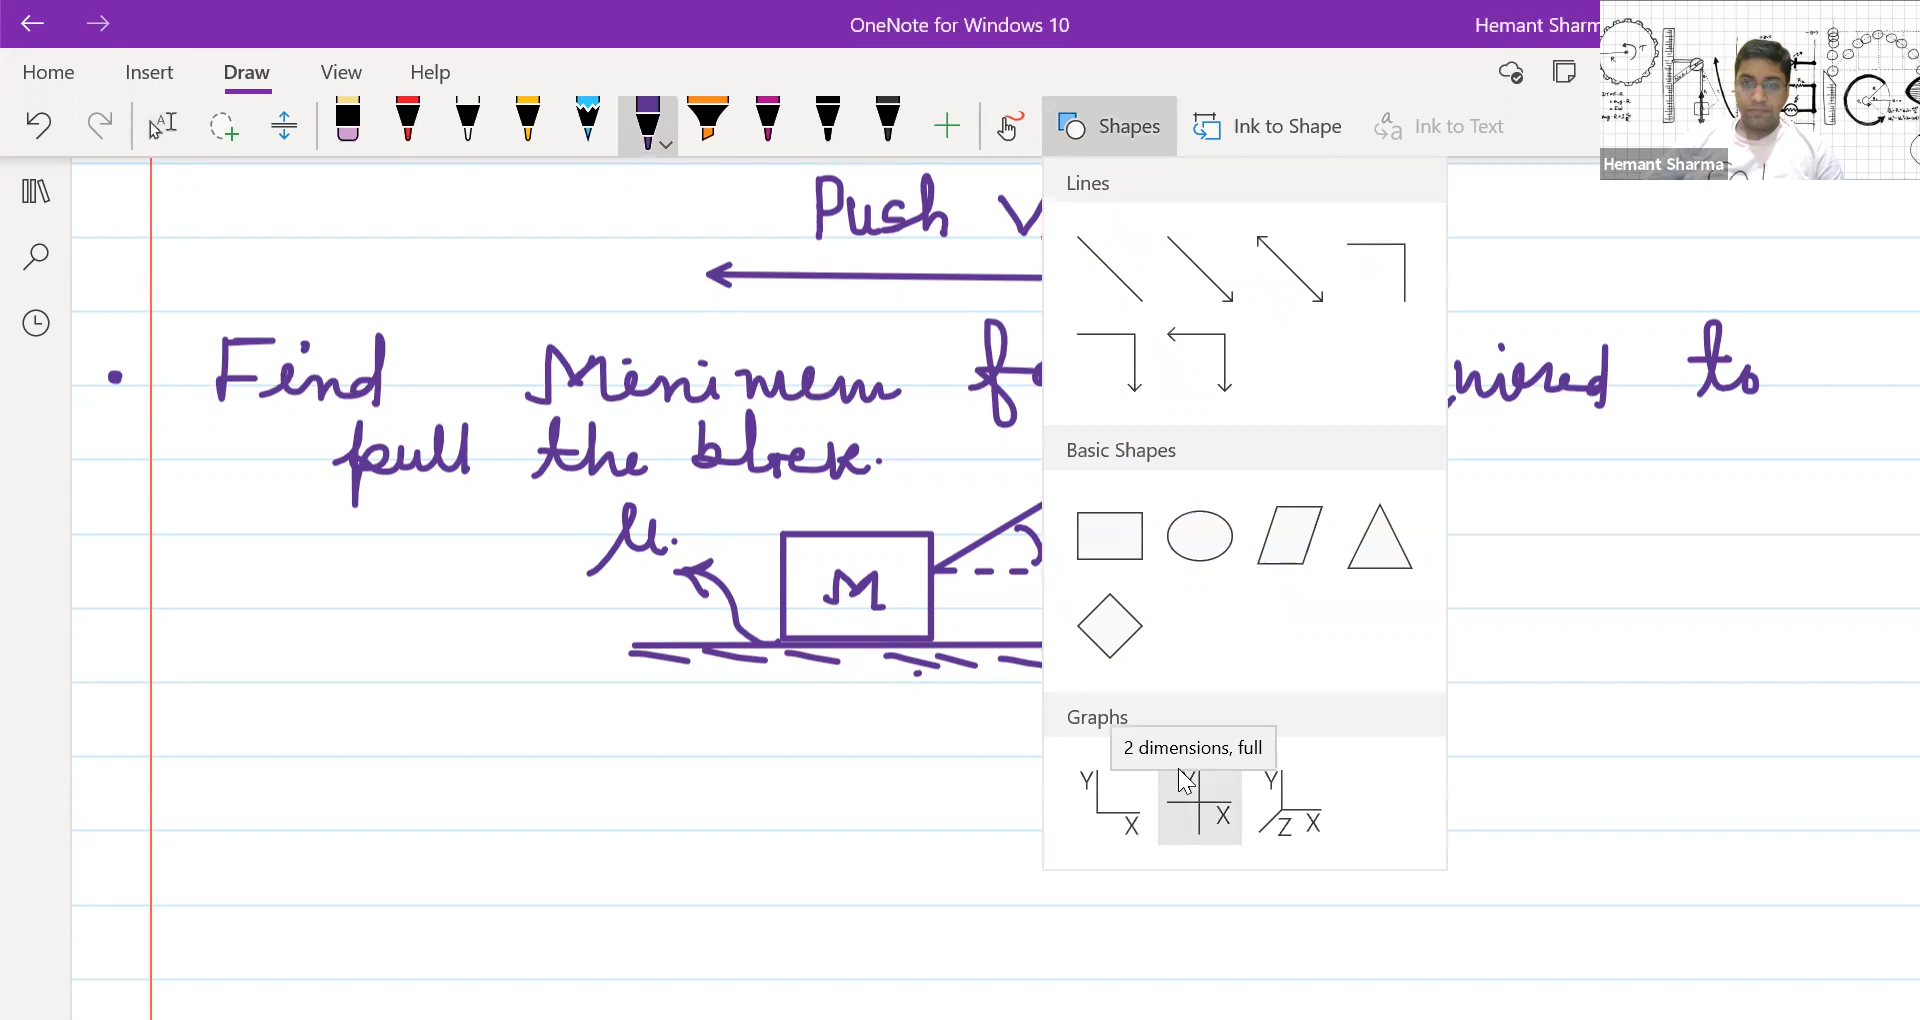 OneNote for Windows 10
Hemant Sharm
Home Insert Draw View Help
Shapes Ink to Shape Ink to Text
Hemant Sharma
Lines
Push
Find Minimum
to
pull the block.
Basic Shapes
μ.
M
Graphs
2 dimensions, full
Y X
Y X
Y Z X